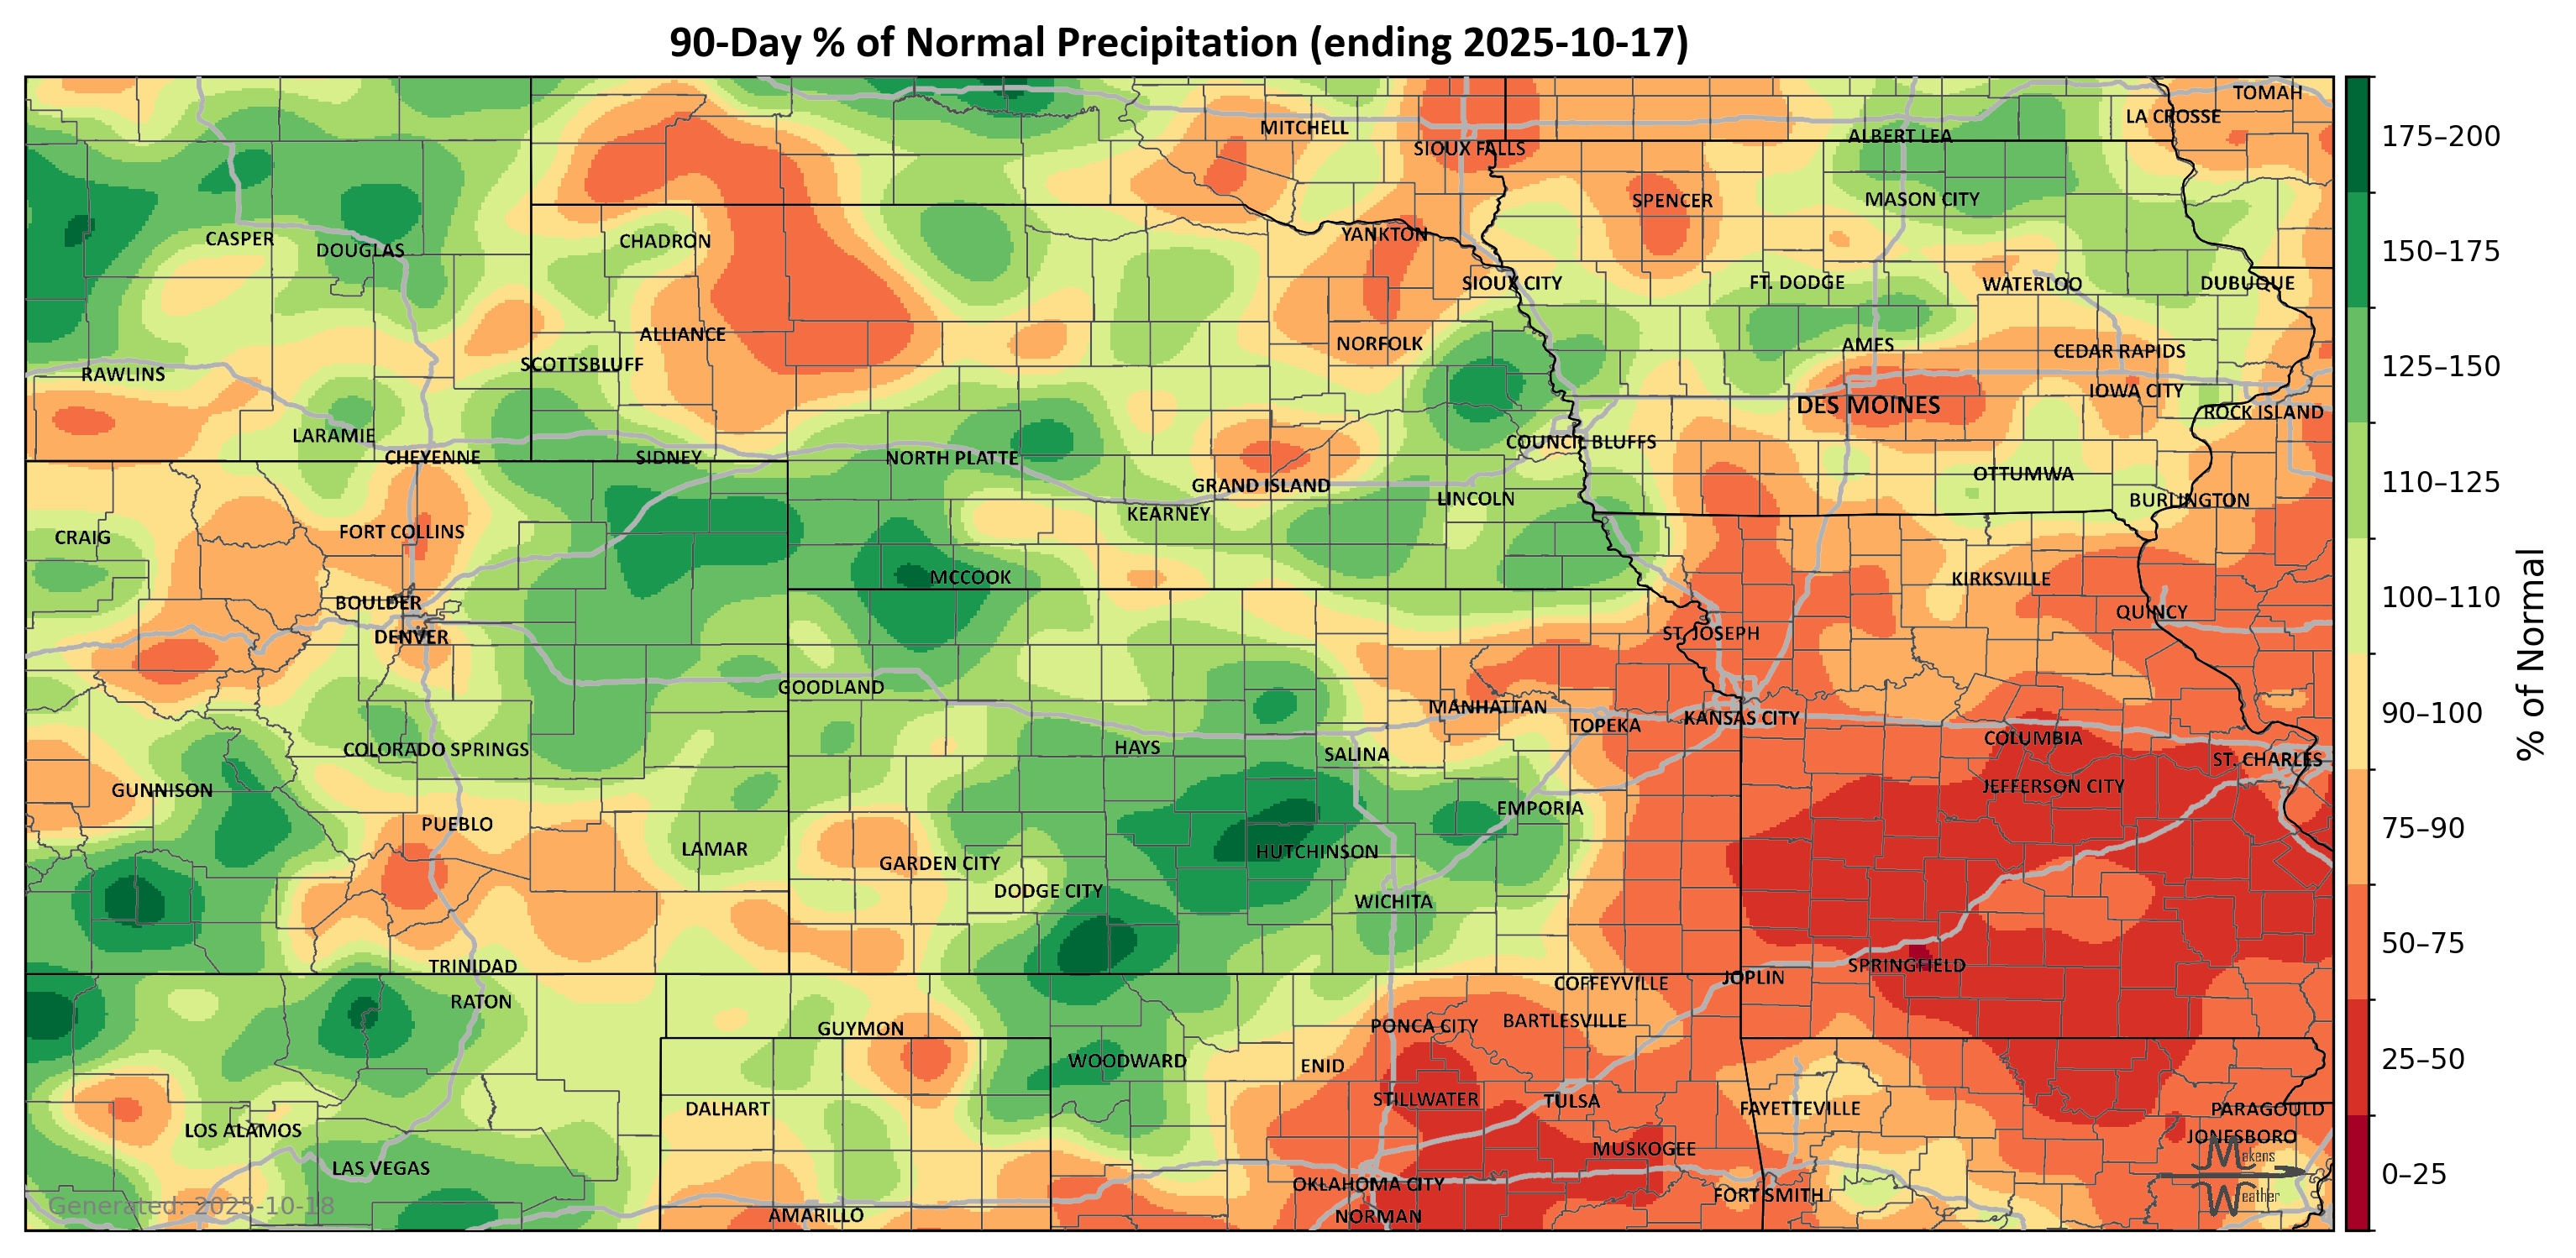 90-Day % of Normal Precipitation (ending 2025-10-17)
TOMAH
LA CROSSE
MITCHELL
ALBERT LEA
SIOUX FALLS
SPENCER
MASON CITY
CASPER
DOUGLAS
CHADRON
YANKTON
SIOUX CITY
FT. DODGE
WATERLOO
DUBUQUE
ALLIANCE
NORFOLK
AMES
CEDAR RAPIDS
SCOTTSBLUFF
RAWLINS
IOWA CITY
DES MOINES
ROCK ISLAND
LARAMIE
COUNCIL BLUFFS
CHEYENNE
SIDNEY
NORTH PLATTE
OTTUMWA
GRAND ISLAND
LINCOLN
BURLINGTON
KEARNEY
FORT COLLINS
CRAIG
MCCOOK
KIRKSVILLE
BOULDER
QUINCY
DENVER
ST. JOSEPH
GOODLAND
MANHATTAN
TOPEKA
KANSAS CITY
COLUMBIA
COLORADO SPRINGS
HAYS
SALINA
ST. CHARLES
GUNNISON
JEFFERSON CITY
EMPORIA
PUEBLO
LAMAR
HUTCHINSON
GARDEN CITY
DODGE CITY
WICHITA
TRINIDAD
SPRINGFIELD
JOPLIN
COFFEYVILLE
RATON
GUYMON
PONCA CITY
BARTLESVILLE
WOODWARD
ENID
STILLWATER
TULSA
DALHART
FAYETTEVILLE
PARAGOULD
LOS ALAMOS
JONESBORO
MUSKOGEE
LAS VEGAS
OKLAHOMA CITY
FORT SMITH
AMARILLO
NORMAN
Generated: 2025-10-18
Makens
Weather
175–200
150–175
125–150
110–125
100–110
90–100
75–90
50–75
25–50
0–25
% of Normal